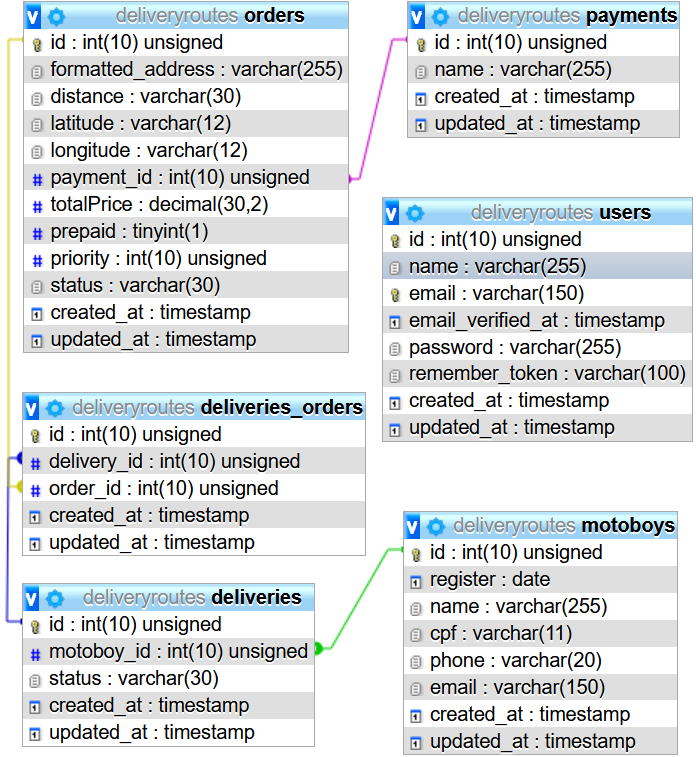 v deliveryroutes orders
id : int(10) unsigned
formatted_address : varchar(255)
distance : varchar(30)
latitude : varchar(12)
longitude : varchar(12)
# payment_id : int(10) unsigned
# totalPrice : decimal(30,2)
# prepaid : tinyint(1)
# priority : int(10) unsigned
status : varchar(30)
created_at : timestamp
updated_at : timestamp
v deliveryroutes payments
id : int(10) unsigned
name : varchar(255)
created_at : timestamp
updated_at : timestamp
v deliveryroutes users
id : int(10) unsigned
name : varchar(255)
email : varchar(150)
email_verified_at : timestamp
password : varchar(255)
remember_token : varchar(100)
created_at : timestamp
updated_at : timestamp
v deliveryroutes deliveries_orders
id : int(10) unsigned
# delivery_id : int(10) unsigned
# order_id : int(10) unsigned
created_at : timestamp
updated_at : timestamp
v deliveryroutes deliveries
id : int(10) unsigned
# motoboy_id : int(10) unsigned
status : varchar(30)
created_at : timestamp
updated_at : timestamp
v deliveryroutes motoboys
id : int(10) unsigned
register : date
name : varchar(255)
cpf : varchar(11)
phone : varchar(20)
email : varchar(150)
created_at : timestamp
updated_at : timestamp